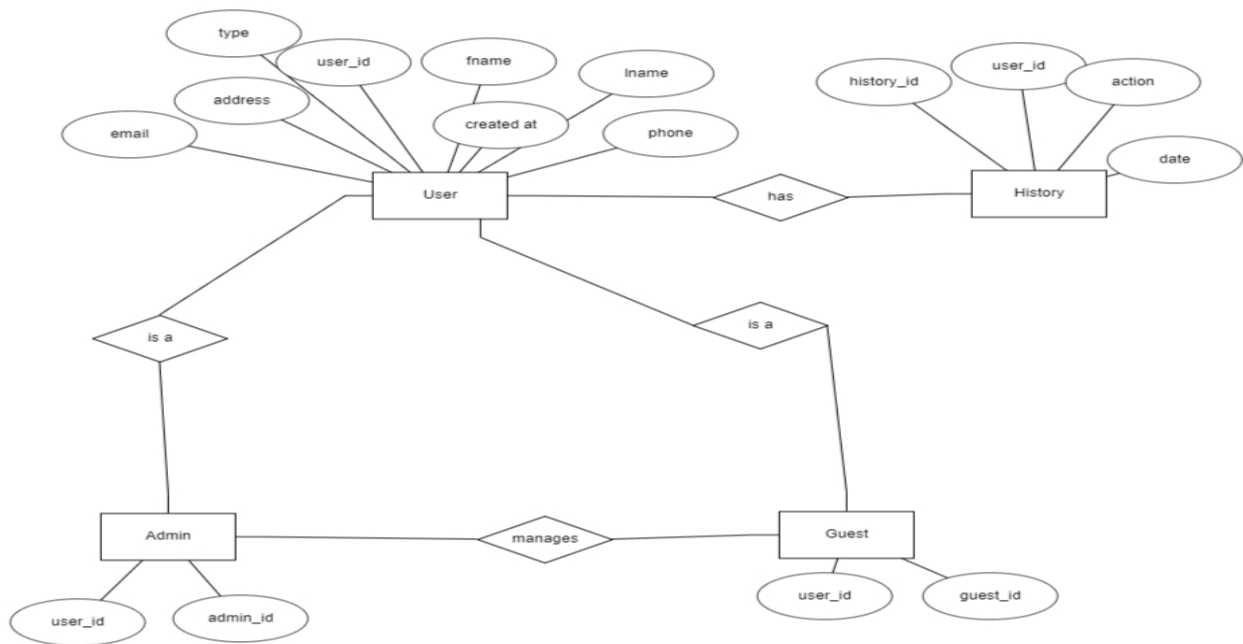 type
user_id
fname
lname
user_id
history_id
action
address
created at
email
phone
date
User
has
History
is a
is a
Admin
manages
Guest
user_id
admin_id
user_id
guest_id